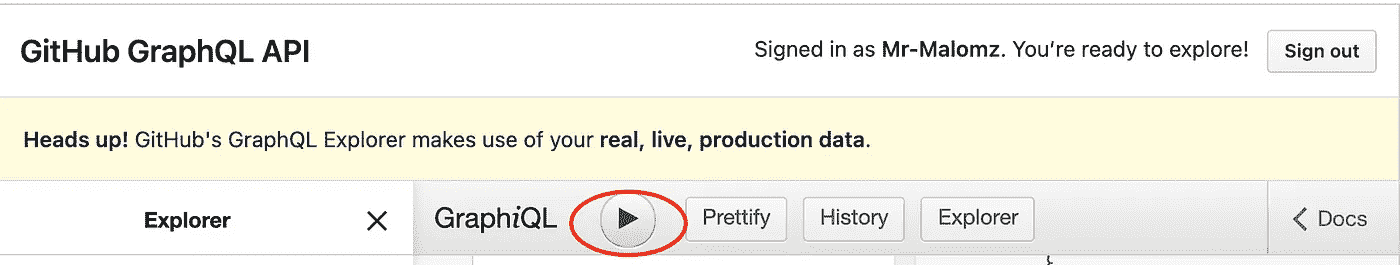 GitHub GraphQL API
Signed in as Mr-Malomz. You’re ready to explore!
Sign out
Heads up! GitHub's GraphQL Explorer makes use of your real, live, production data.
Explorer
GraphiQL
Prettify
History
Explorer
Docs